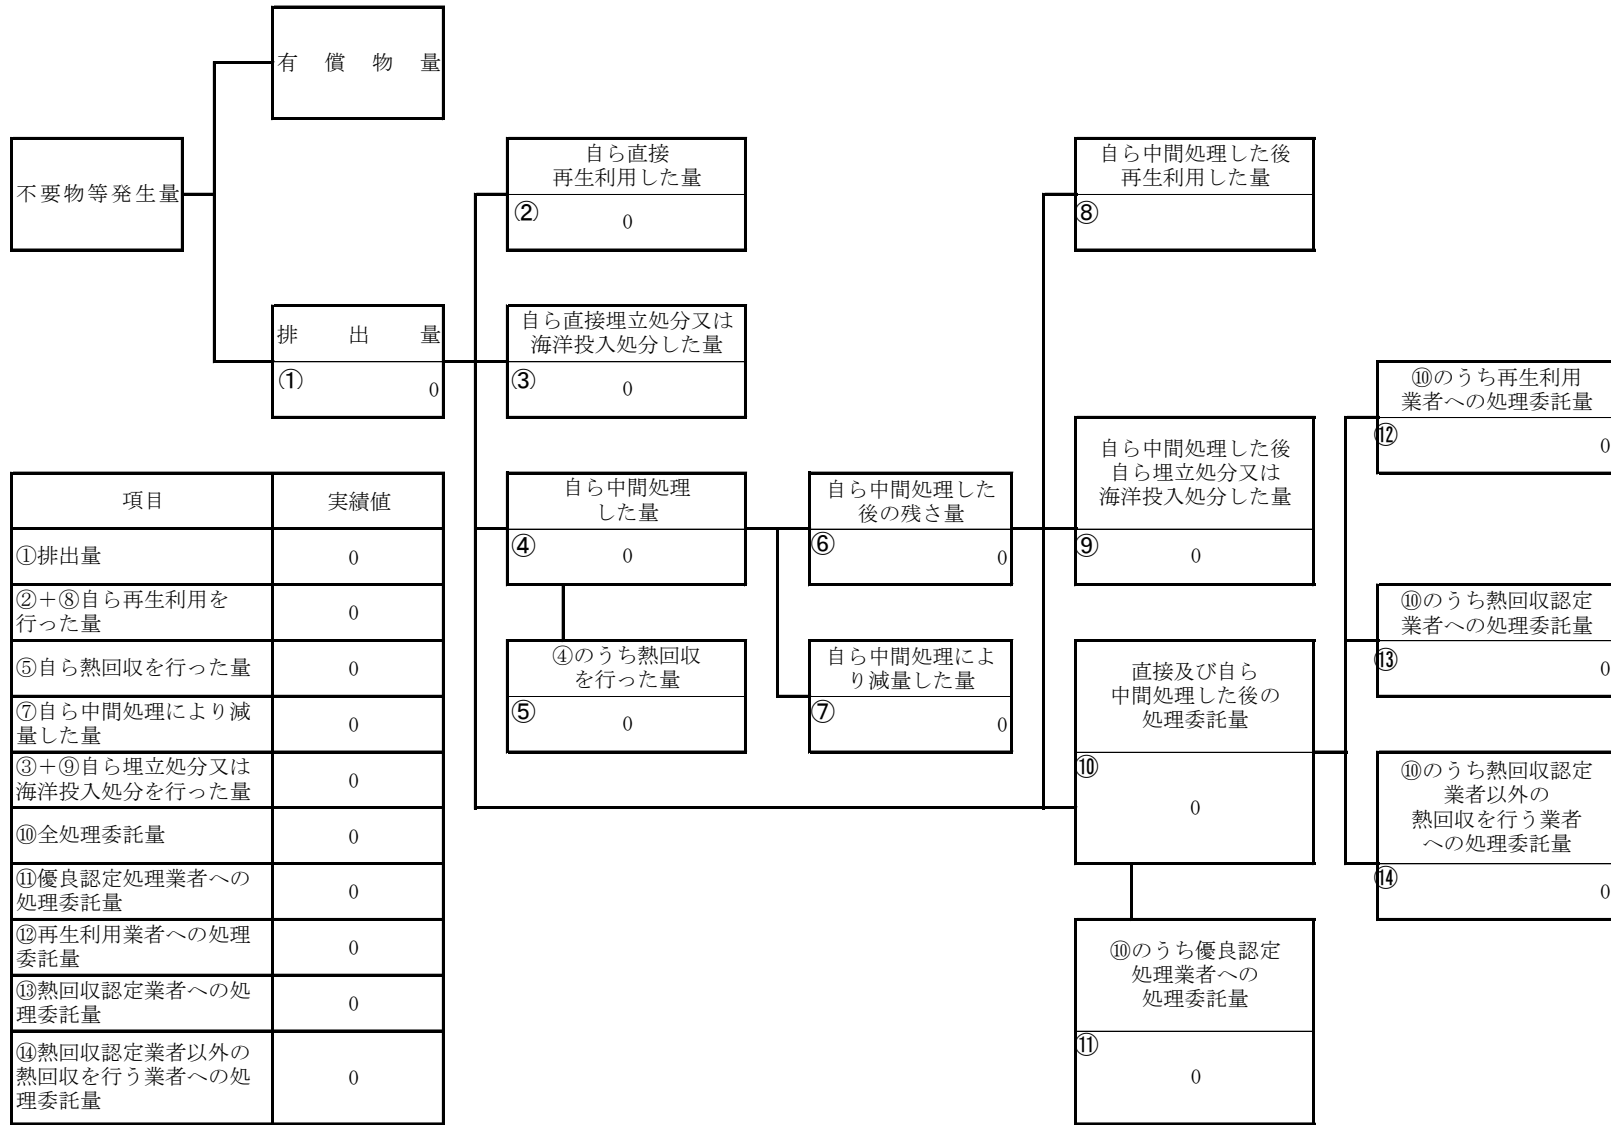 有償物量
不要物等発生量
排出量
① 0
自ら直接
再生利用した量
② 0
自ら直接埋立処分又は
海洋投入処分した量
③ 0
自ら中間処理
した量
④ 0
④のうち熱回収
を行った量
⑤ 0
自ら中間処理した
後の残さ量
⑥ 0
自ら中間処理によ
り減量した量
⑦ 0
自ら中間処理した後
再生利用した量
⑧
自ら中間処理した後
自ら埋立処分又は
海洋投入処分した量
⑨ 0
直接及び自ら
中間処理した後の
処理委託量
⑩
0
⑩のうち優良認定
処理業者への
処理委託量
⑪
0
⑩のうち再生利用
業者への処理委託量
⑫ 0
⑩のうち熱回収認定
業者への処理委託量
⑬ 0
⑩のうち熱回収認定
業者以外の
熱回収を行う業者
への処理委託量
⑭ 0
項目 実績値
①排出量 0
②+⑧自ら再生利用を
行った量 0
⑤自ら熱回収を行った量 0
⑦自ら中間処理により減
量した量 0
③+⑨自ら埋立処分又は
海洋投入処分を行った量 0
⑩全処理委託量 0
⑪優良認定処理業者への
処理委託量 0
⑫再生利用業者への処理
委託量 0
⑬熱回収認定業者への処
理委託量 0
⑭熱回収認定業者以外の
熱回収を行う業者への処 0
理委託量